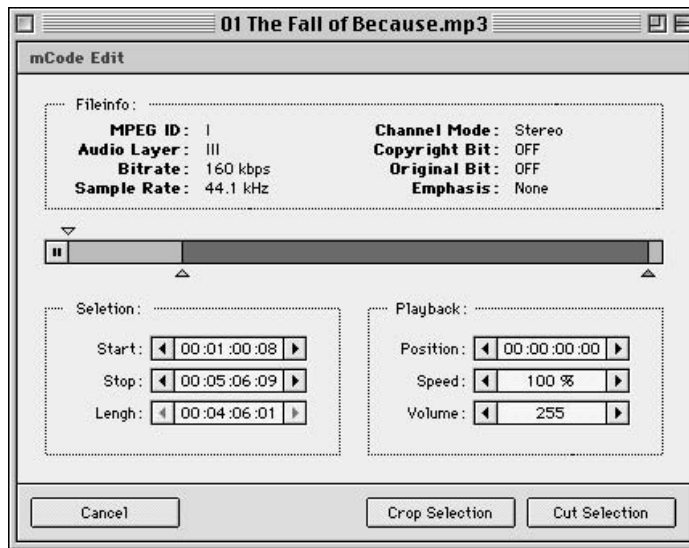 01 The Fall of Because.mp3
mCode Edit
Fileinfo:
MPEG ID: I
Audio Layer: III
Bitrate: 160 kbps
Sample Rate: 44.1 kHz
Channel Mode: Stereo
Copyright Bit: OFF
Original Bit: OFF
Emphasis: None
Seletion:
Start: 00:01:00:08
Stop: 00:05:06:09
Lengh: 00:04:06:01
Playback:
Position: 00:00:00:00
Speed: 100 %
Volume: 255
Cancel
Crop Selection
Cut Selection